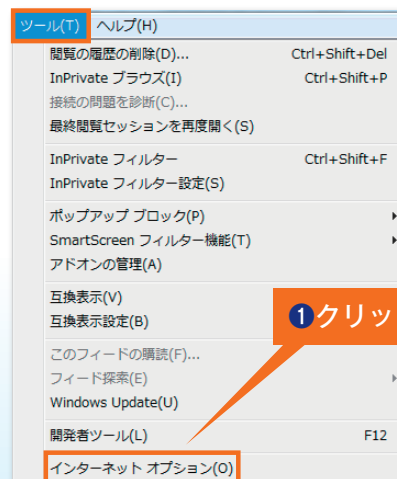 ツール(T) ヘルプ(H)
閲覧の履歴の削除(D)... Ctrl+Shift+Del
InPrivate ブラウズ(I) Ctrl+Shift+P
接続の問題を診断(C)...
最終閲覧セッションを再度開く(S)
InPrivate フィルター Ctrl+Shift+F
InPrivate フィルター設定(S)
ポップアップ ブロック(P)
SmartScreen フィルター機能(T)
アドオンの管理(A)
互換表示(V)
互換表示設定(B)
❶クリッ
このフィードの購読(F)...
フィード探索(E)
Windows Update(U)
開発者ツール(L) F12
インターネット オプション(O)